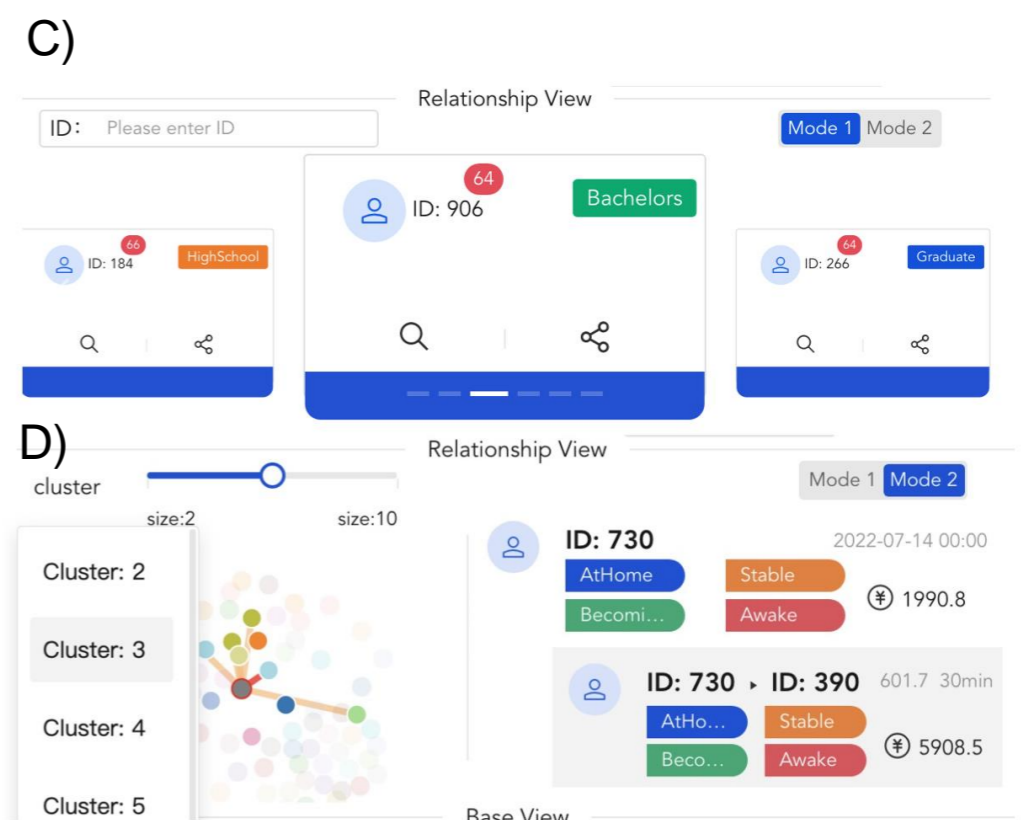 C)
Relationship View
ID: Please enter ID
Mode 1 Mode 2
64
ID: 906
Bachelors
66
ID: 184
HighSchool
64
ID: 266
Graduate
D)
Relationship View
cluster
size:2
size:10
Mode 1 Mode 2
Cluster: 2
Cluster: 3
Cluster: 4
Cluster: 5
ID: 730
2022-07-14 00:00
AtHome
Stable
Becomi...
Awake
¥ 1990.8
ID: 730 ▸ ID: 390
601.7 30min
AtHo...
Stable
Beco...
Awake
¥ 5908.5
Base View